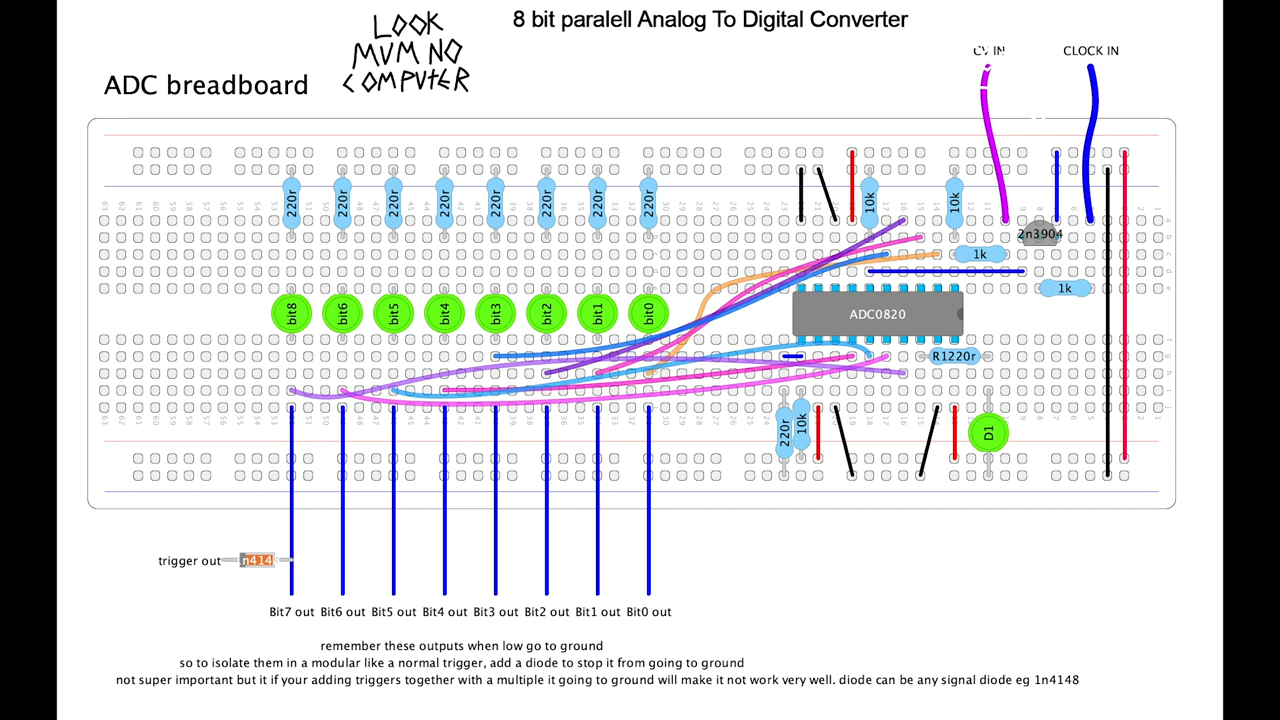 8 bit paralell Analog To Digital Converter
LOOK
MUM NO
COMPUTER
ADC breadboard
CV IN
CLOCK IN
220r 220r 220r 220r 220r 220r 220r 220r 10k 10k
2n3904
1k
1k
bit8 bit6 bit5 bit4 bit3 bit2 bit1 bit0
ADC0820
R1220r
220r 10k
D1
trigger out n414
Bit7 out Bit6 out Bit5 out Bit4 out Bit3 out Bit2 out Bit1 out Bit0 out
remember these outputs when low go to ground
so to isolate them in a modular like a normal trigger, add a diode to stop it from going to ground
not super important but it if your adding triggers together with a multiple it going to ground will make it not work very well. diode can be any signal diode eg 1n4148